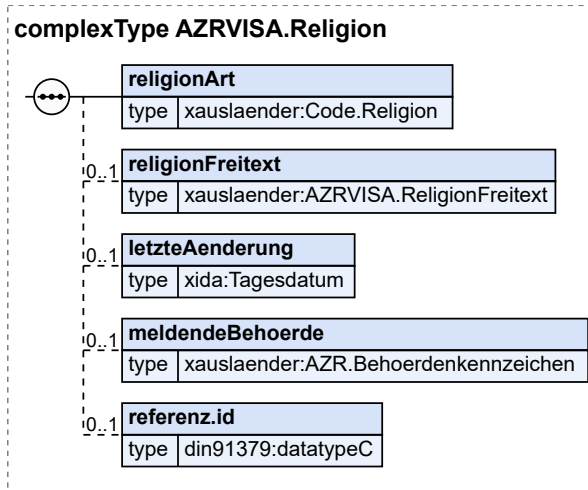 complexType AZRVISA.Religion
religionArt
type xauslaender:Code.Religion
0..1 religionFreitext
type xauslaender:AZRVISA.ReligionFreitext
0..1 letzteAenderung
type xida:Tagesdatum
0..1 meldendeBehoerde
type xauslaender:AZR.Behoerdenkennzeichen
0..1 referenz.id
type din91379:datatypeC